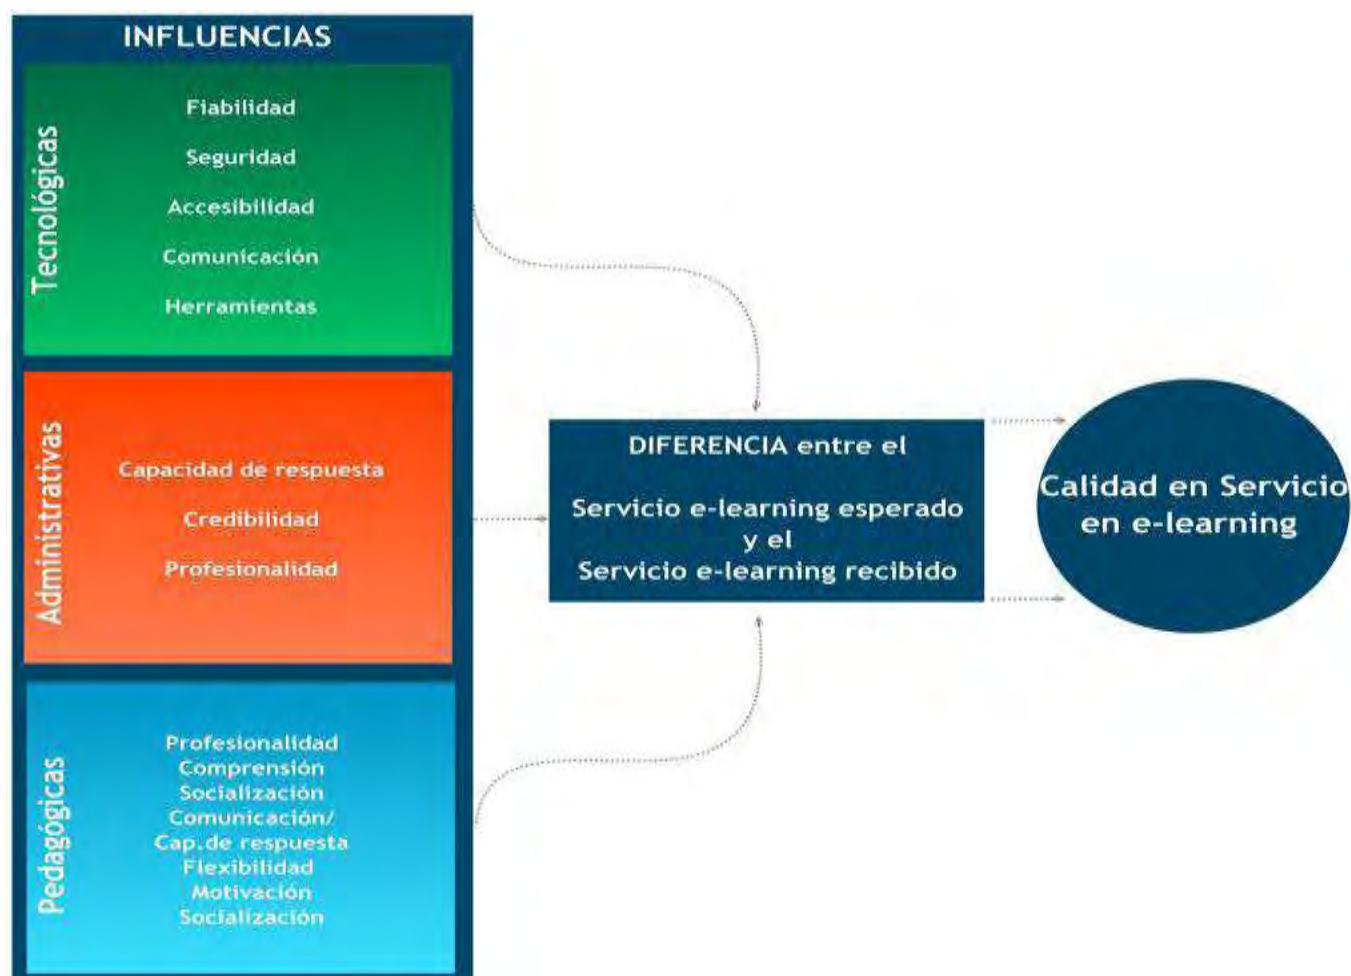 INFLUENCIAS
Tecnológicas
Fiabilidad
Seguridad
Accesibilidad
Comunicación
Herramientas
Administrativas
Capacidad de respuesta
Credibilidad
Profesionalidad
Pedagógicas
Profesionalidad
Comprensión
Socialización
Comunicación/
Cap.de respuesta
Flexibilidad
Motivación
Socialización
DIFERENCIA entre el
Servicio e-learning esperado
y el
Servicio e-learning recibido
Calidad en Servicio
en e-learning